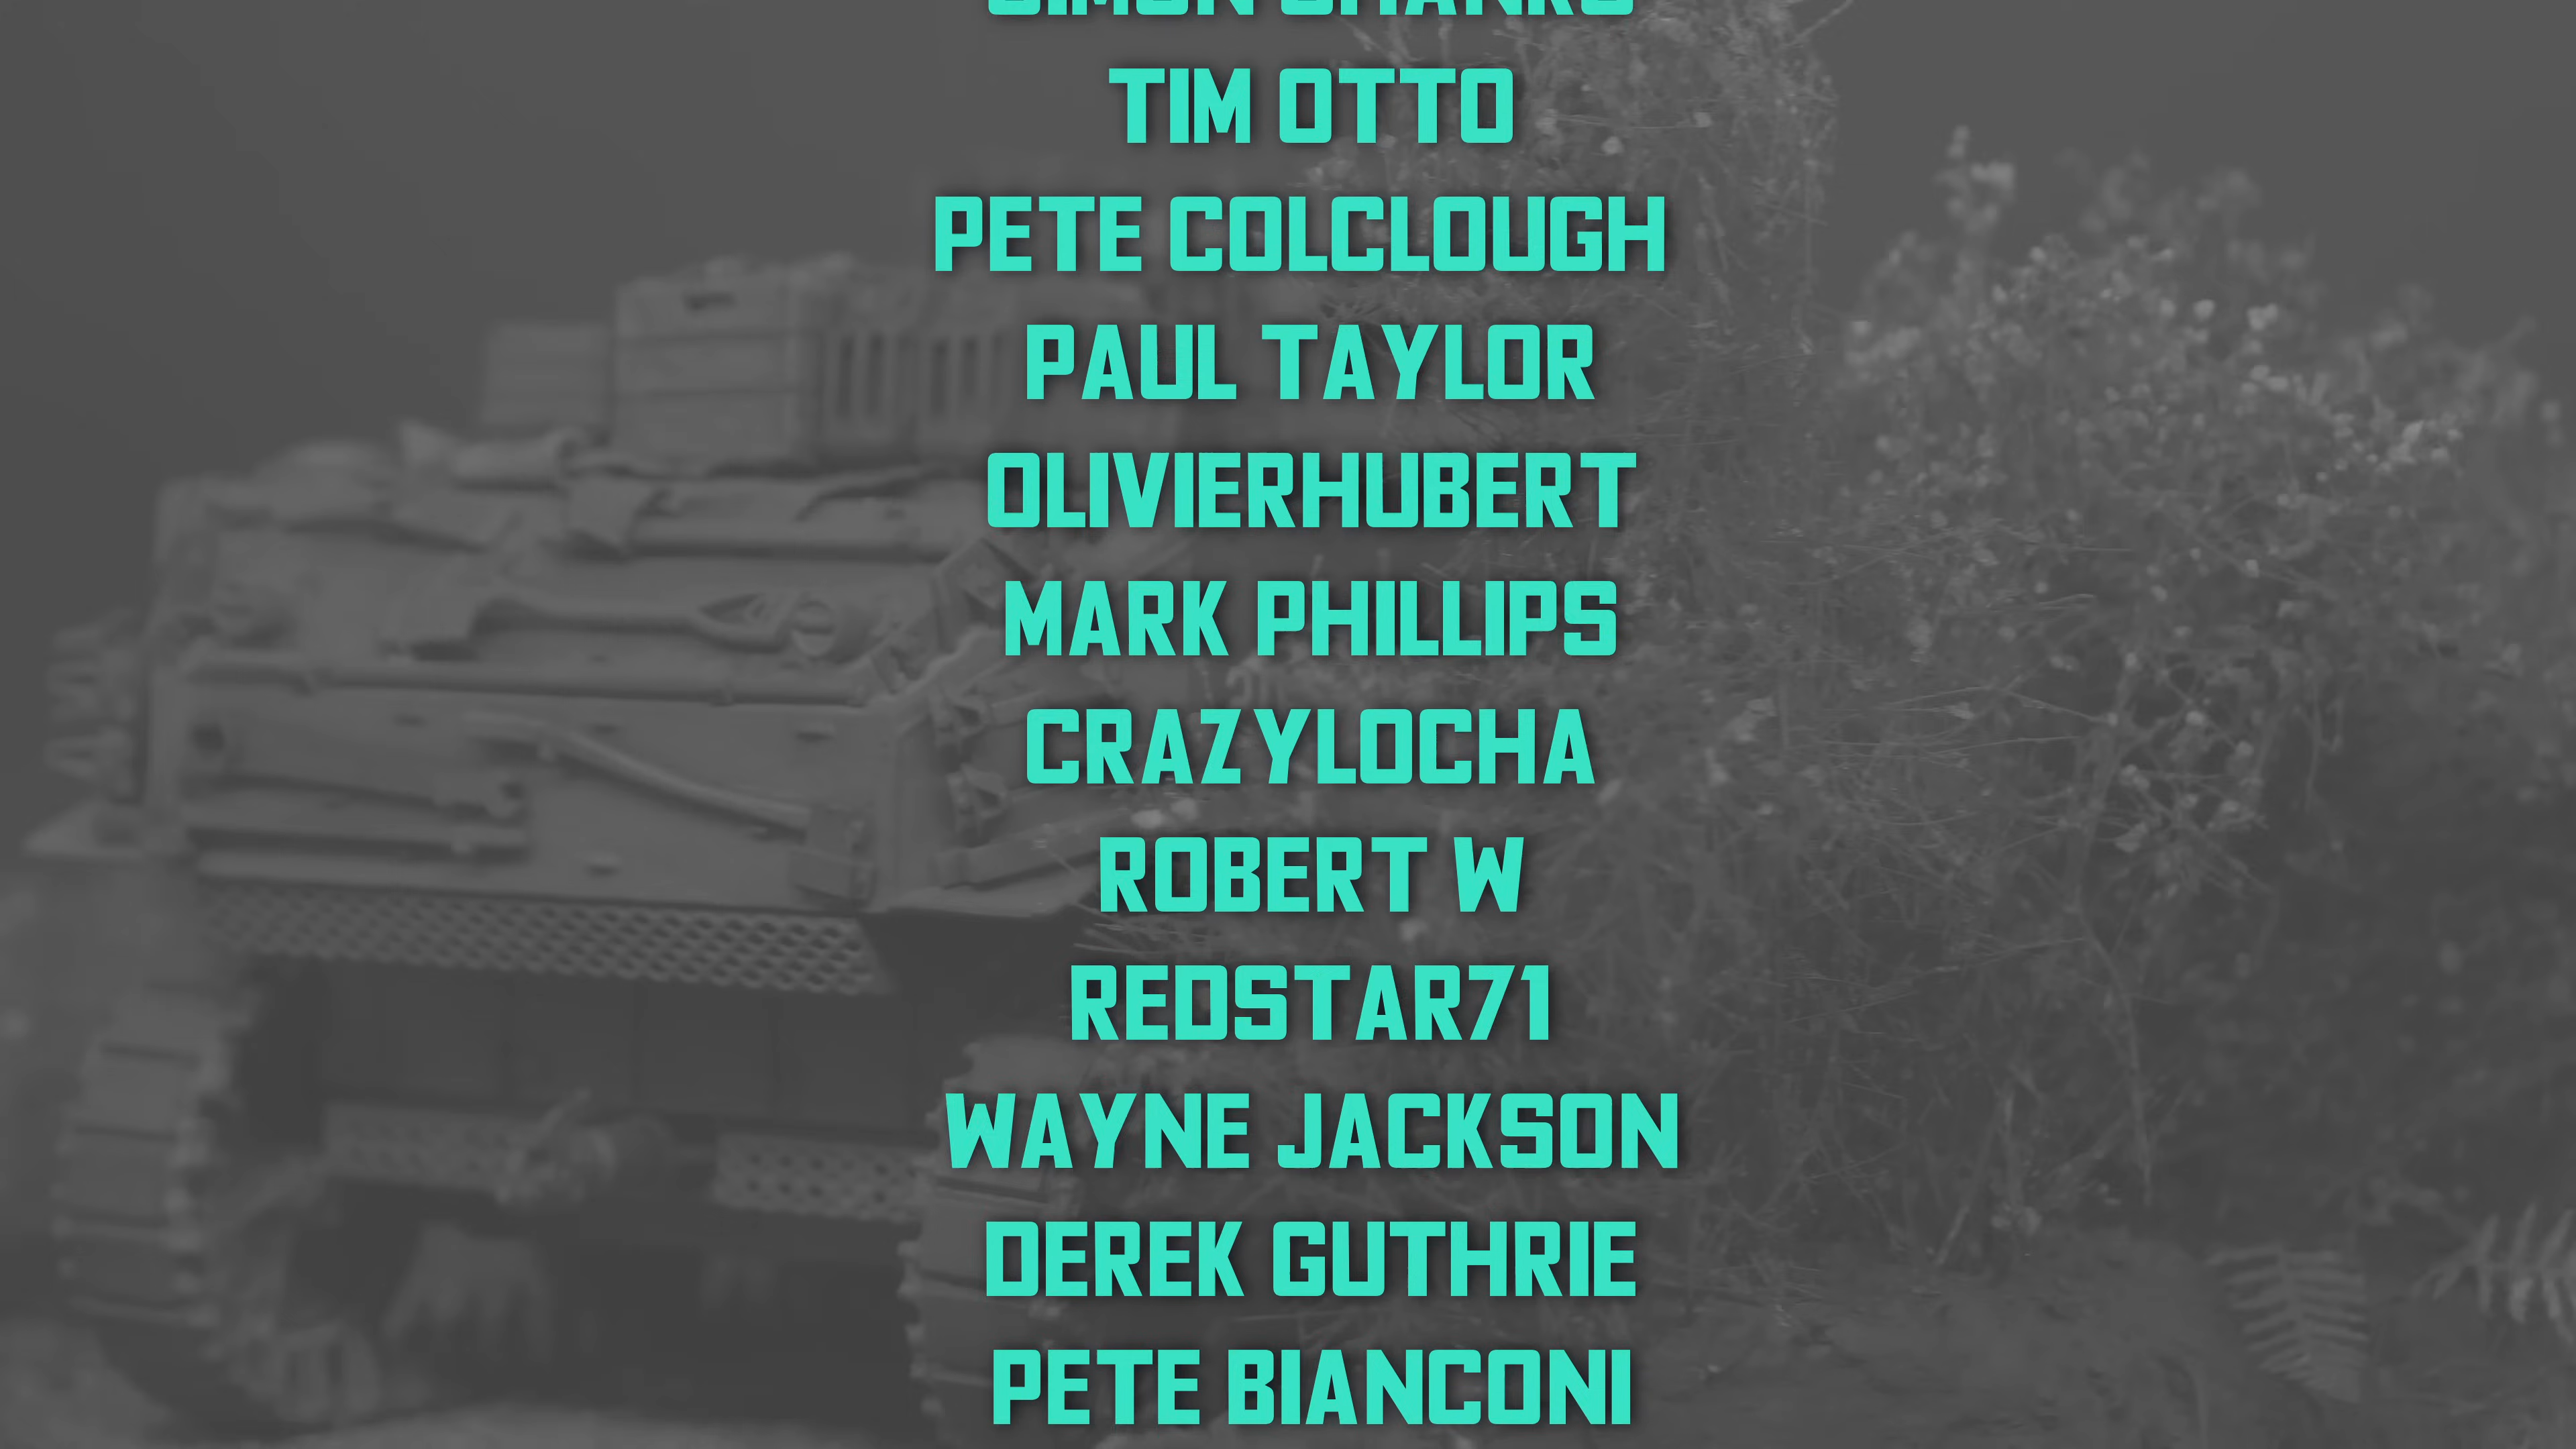 TIM OTTO
PETE COLCLOUGH
PAUL TAYLOR
OLIVIERHUBERT
MARK PHILLIPS
CRAZYLOCHA
ROBERT W
REDSTAR71
WAYNE JACKSON
DEREK GUTHRIE
PETE BIANCONI